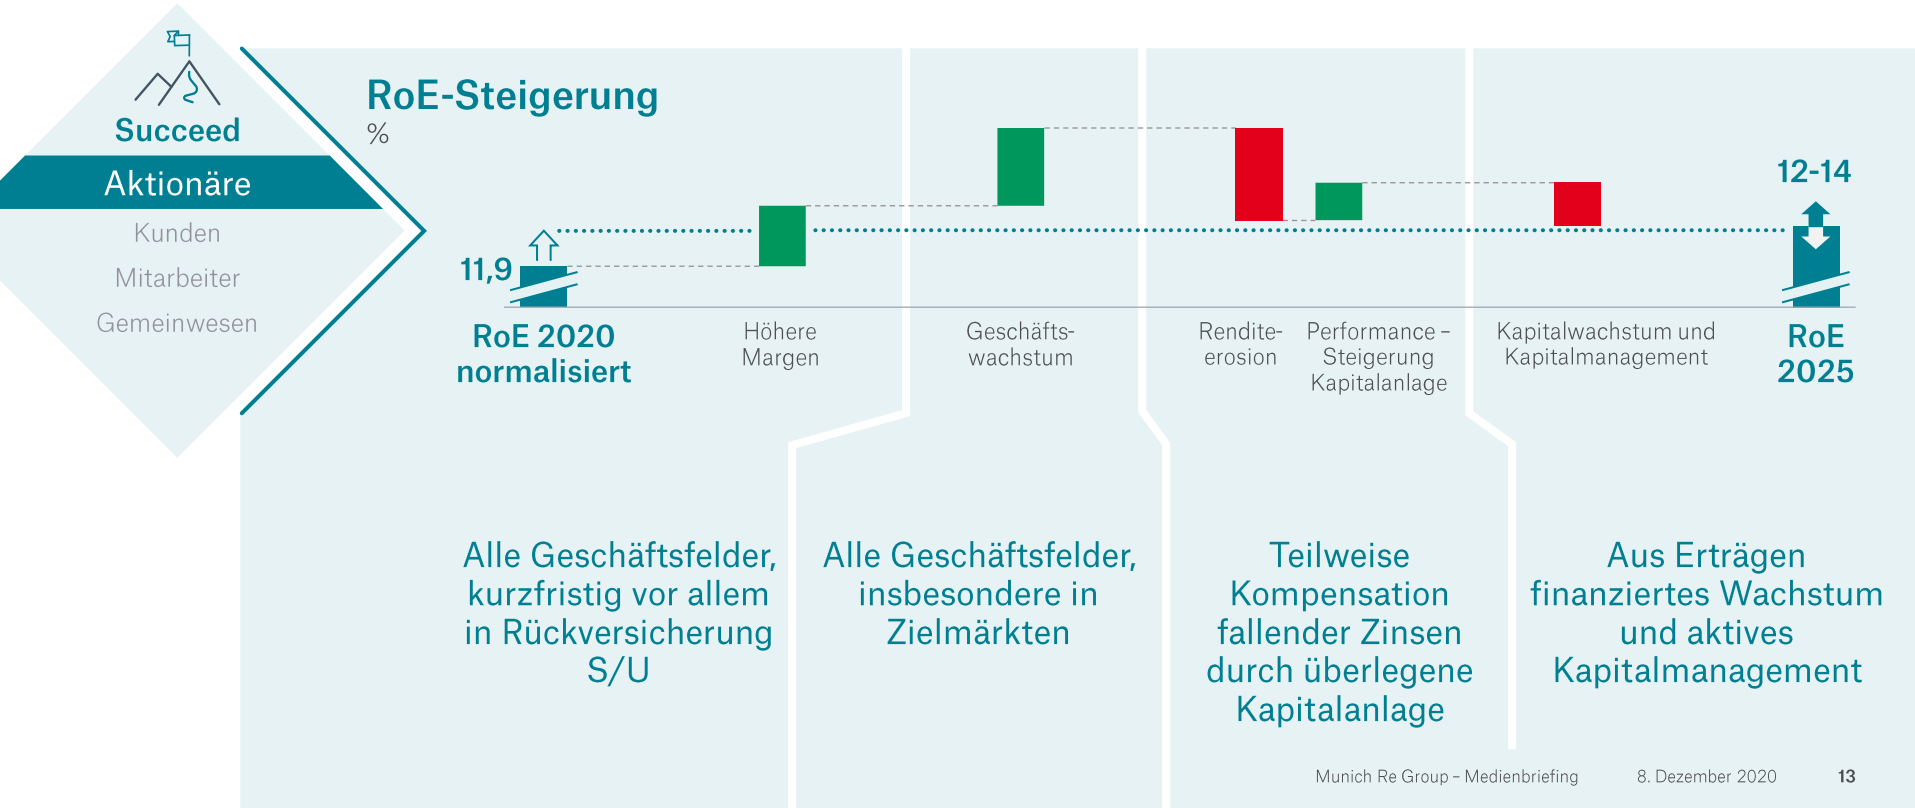 Succeed
Aktionäre
Kunden
Mitarbeiter
Gemeinwesen
RoE-Steigerung
%
11,9
12-14
RoE 2020
normalisiert
Höhere
Margen
Geschäfts-
wachstum
Rendite-
erosion
Performance –
Steigerung
Kapitalanlage
Kapitalwachstum und
Kapitalmanagement
RoE
2025
Alle Geschäftsfelder,
kurzfristig vor allem
in Rückversicherung
S/U
Alle Geschäftsfelder,
insbesondere in
Zielmärkten
Teilweise
Kompensation
fallender Zinsen
durch überlegene
Kapitalanlage
Aus Erträgen
finanziertes Wachstum
und aktives
Kapitalmanagement
Munich Re Group – Medienbriefing 8. Dezember 2020 13